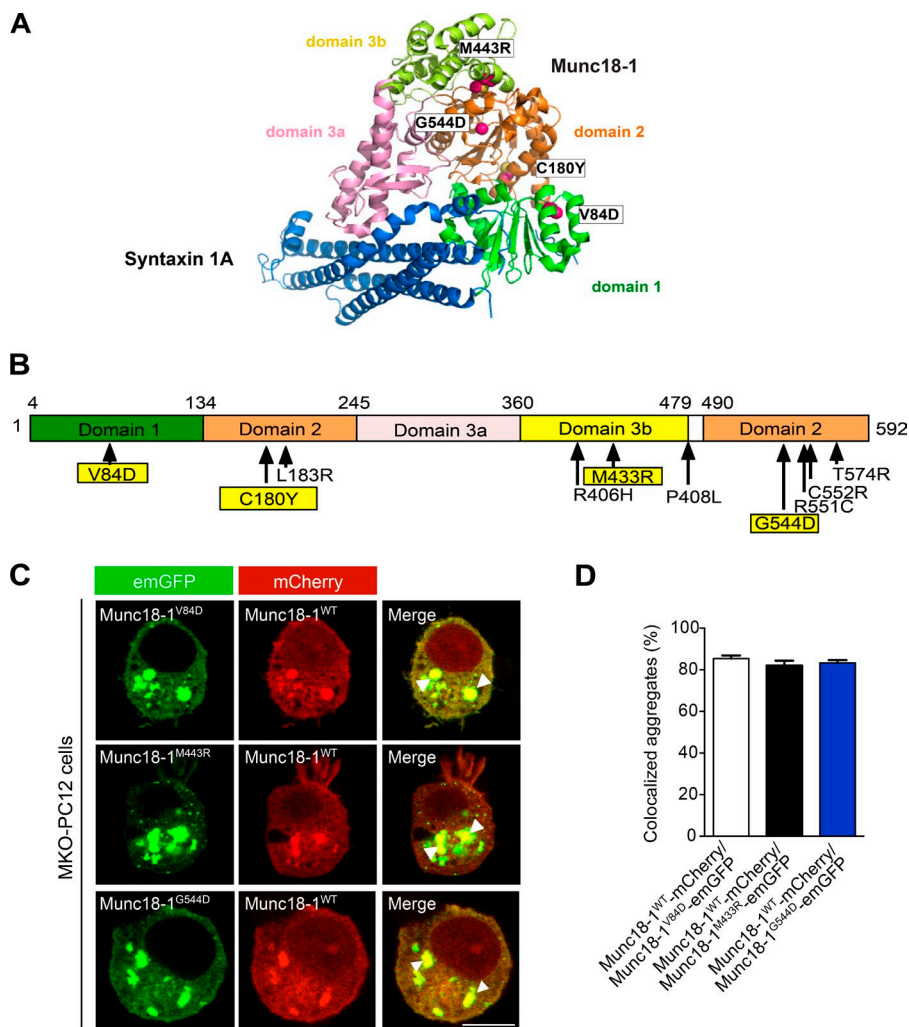 A
domain 3b
M443R
Munc18-1
G544D
domain 3a
domain 2
C180Y
V84D
Syntaxin 1A
domain 1
B
4 134 245 360 479 490
1 Domain 1 Domain 2 Domain 3a Domain 3b Domain 2 592
V84D
C180Y
L183R
R406H
M433R
P408L
G544D
R551C
C552R
T574R
C
emGFP mCherry
MKO-PC12 cells
Munc18-1V84D Munc18-1WT Merge
Munc18-1M443R Munc18-1WT Merge
Munc18-1G544D Munc18-1WT Merge
D
Colocalized aggregates (%)
100
80
60
40
20
0
Munc18-1WT-mCherry/
Munc18-1V84D-emGFP
Munc18-1WT-mCherry/
Munc18-1M433R-emGFP
Munc18-1WT-mCherry/
Munc18-1G544D-emGFP